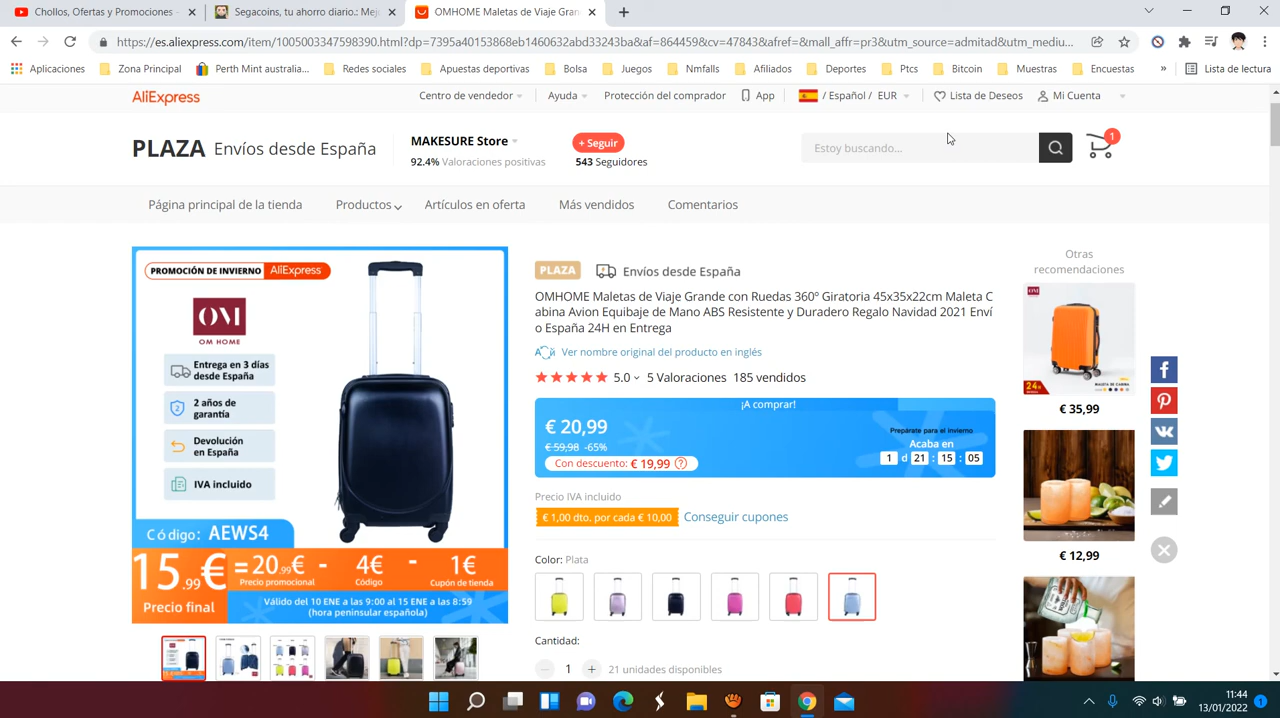 Chollos, Ofertas y Promociones -
Segacoins, tu ahorro diario.: Mej
OMHOME Maletas de Viaje Gran
https://es.aliexpress.com/item/1005003347598390.html?dp=7395a40153868eb1460632abd33243ba&af=864459&cv=47843&afref=&mall_affr=pr3&utm_source=admitad&utm_mediu...
Aplicaciones
Zona Principal
Perth Mint australia...
Redes sociales
Apuestas deportivas
Bolsa
Juegos
Nmfalls
Afiliados
Deportes
Ptcs
Bitcoin
Muestras
Encuestas
»
Lista de lectura
AliExpress
Centro de vendedor
Ayuda
Protección del comprador
App
/ Español / EUR
Lista de Deseos
Mi Cuenta
PLAZA Envíos desde España
MAKESURE Store
92.4% Valoraciones positivas
+ Seguir
543 Seguidores
Estoy buscando...
1
Página principal de la tienda
Productos
Artículos en oferta
Más vendidos
Comentarios
PROMOCIÓN DE INVIERNO AliExpress
OM
OM HOME
Entrega en 3 días
desde España
2 años de
garantía
Devolución
en España
IVA incluido
Código: AEWS4
15.99€ =20.99€ - 4€ - 1€
Precio promocional Código Cupón de tienda
Precio final
Válido del 10 ENE a las 9:00 al 15 ENE a las 8:59
(hora peninsular española)
PLAZA Envíos desde España
OMHOME Maletas de Viaje Grande con Ruedas 360º Giratoria 45x35x22cm Maleta C
abina Avion Equibaje de Mano ABS Resistente y Duradero Regalo Navidad 2021 Enví
o España 24H en Entrega
Ver nombre original del producto en inglés
5.0 5 Valoraciones 185 vendidos
¡A comprar!
€ 20,99
€ 59,98 -65%
Con descuento: € 19,99
Prepárate para el invierno
Acaba en
1 d 21 : 15 : 05
Precio IVA incluido
€ 1,00 dto. por cada € 10,00
Conseguir cupones
Color: Plata
Cantidad:
1
21 unidades disponibles
Otras
recomendaciones
OM
24H
€ 35,99
€ 12,99
11:44
13/01/2022
1